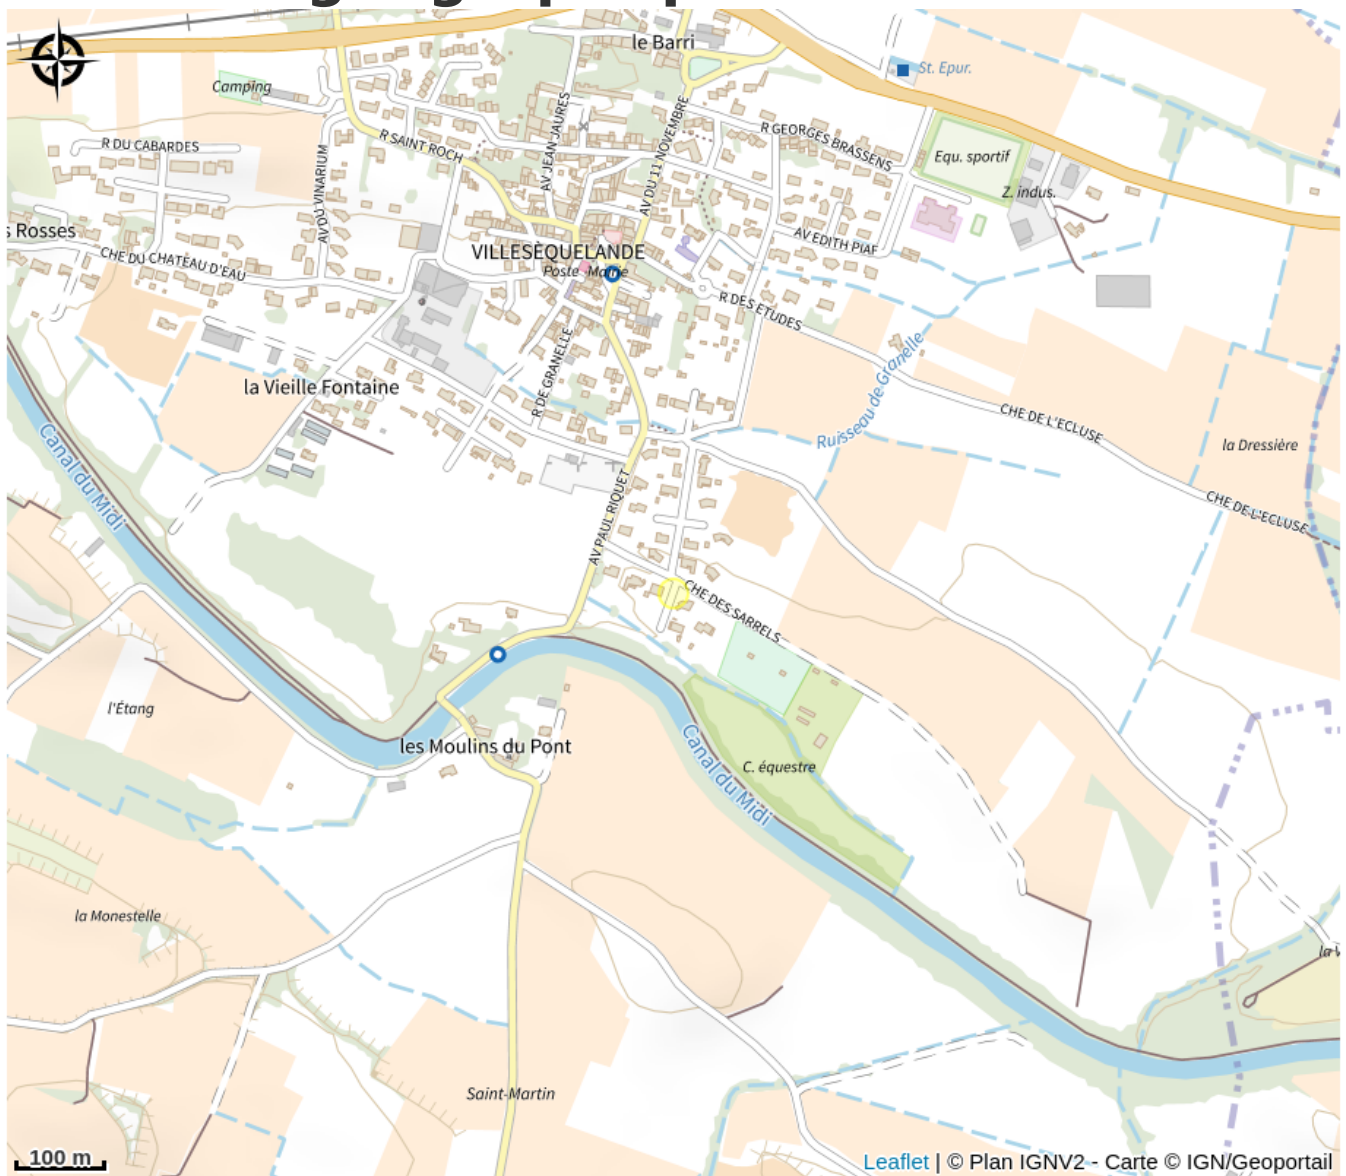 le Barri
St. Epur.
Camping
R DU CABARDES
R SAINT ROCH
AV JEAN JAURES
AV DU 11 NOVEMBRE
R GEORGES BRASSENS
Equ. sportif
Z. indus.
AV DU VINARIUM
s Rosses
CHE DU CHATEAU D'EAU
VILLESÈQUELANDE
Poste Mairie
AV EDITH PIAF
R DES ETUDES
R DE GRANELLE
la Vieille Fontaine
Ruisseau de Granelle
CHE DE L'ECLUSE
la Dressière
CHE DE L'ECLUSE
Canal du Midi
AV PAUL RIQUET
CHE DES SARRELS
l'Étang
les Moulins du Pont
Canal du Midi
C. équestre
la Monestelle
la V
Saint-Martin
100 m
Leaflet | © Plan IGNV2 - Carte © IGN/Geoportail